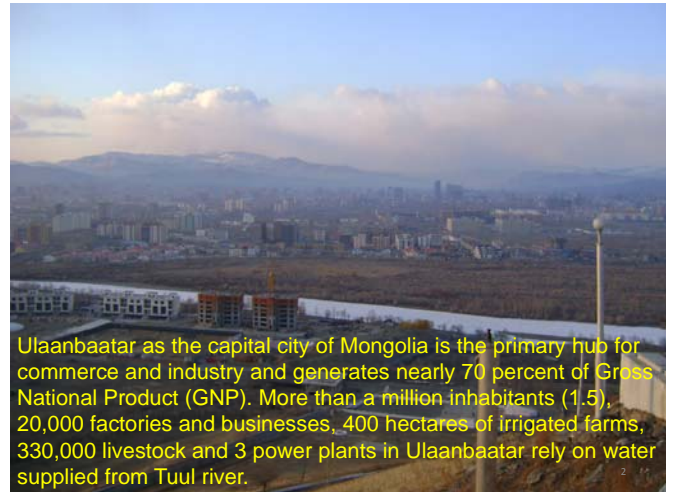 Ulaanbaatar as the capital city of Mongolia is the primary hub for
commerce and industry and generates nearly 70 percent of Gross
National Product (GNP). More than a million inhabitants (1.5),
20,000 factories and businesses, 400 hectares of irrigated farms,
330,000 livestock and 3 power plants in Ulaanbaatar rely on water
supplied from Tuul river.
2